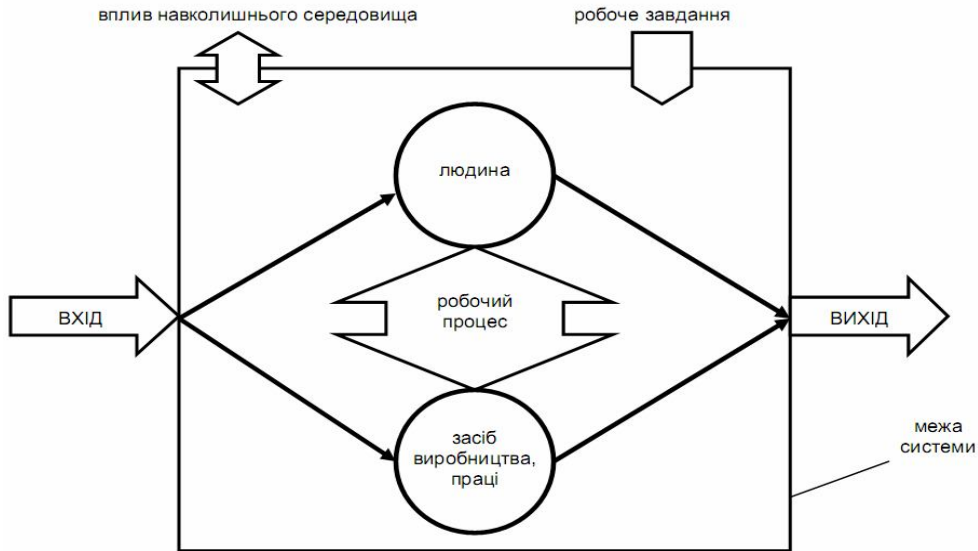 вплив навколишнього середовища
робоче завдання
людина
ВХІД
робочий
процес
ВИХІД
засіб
виробництва,
праці
межа
системи